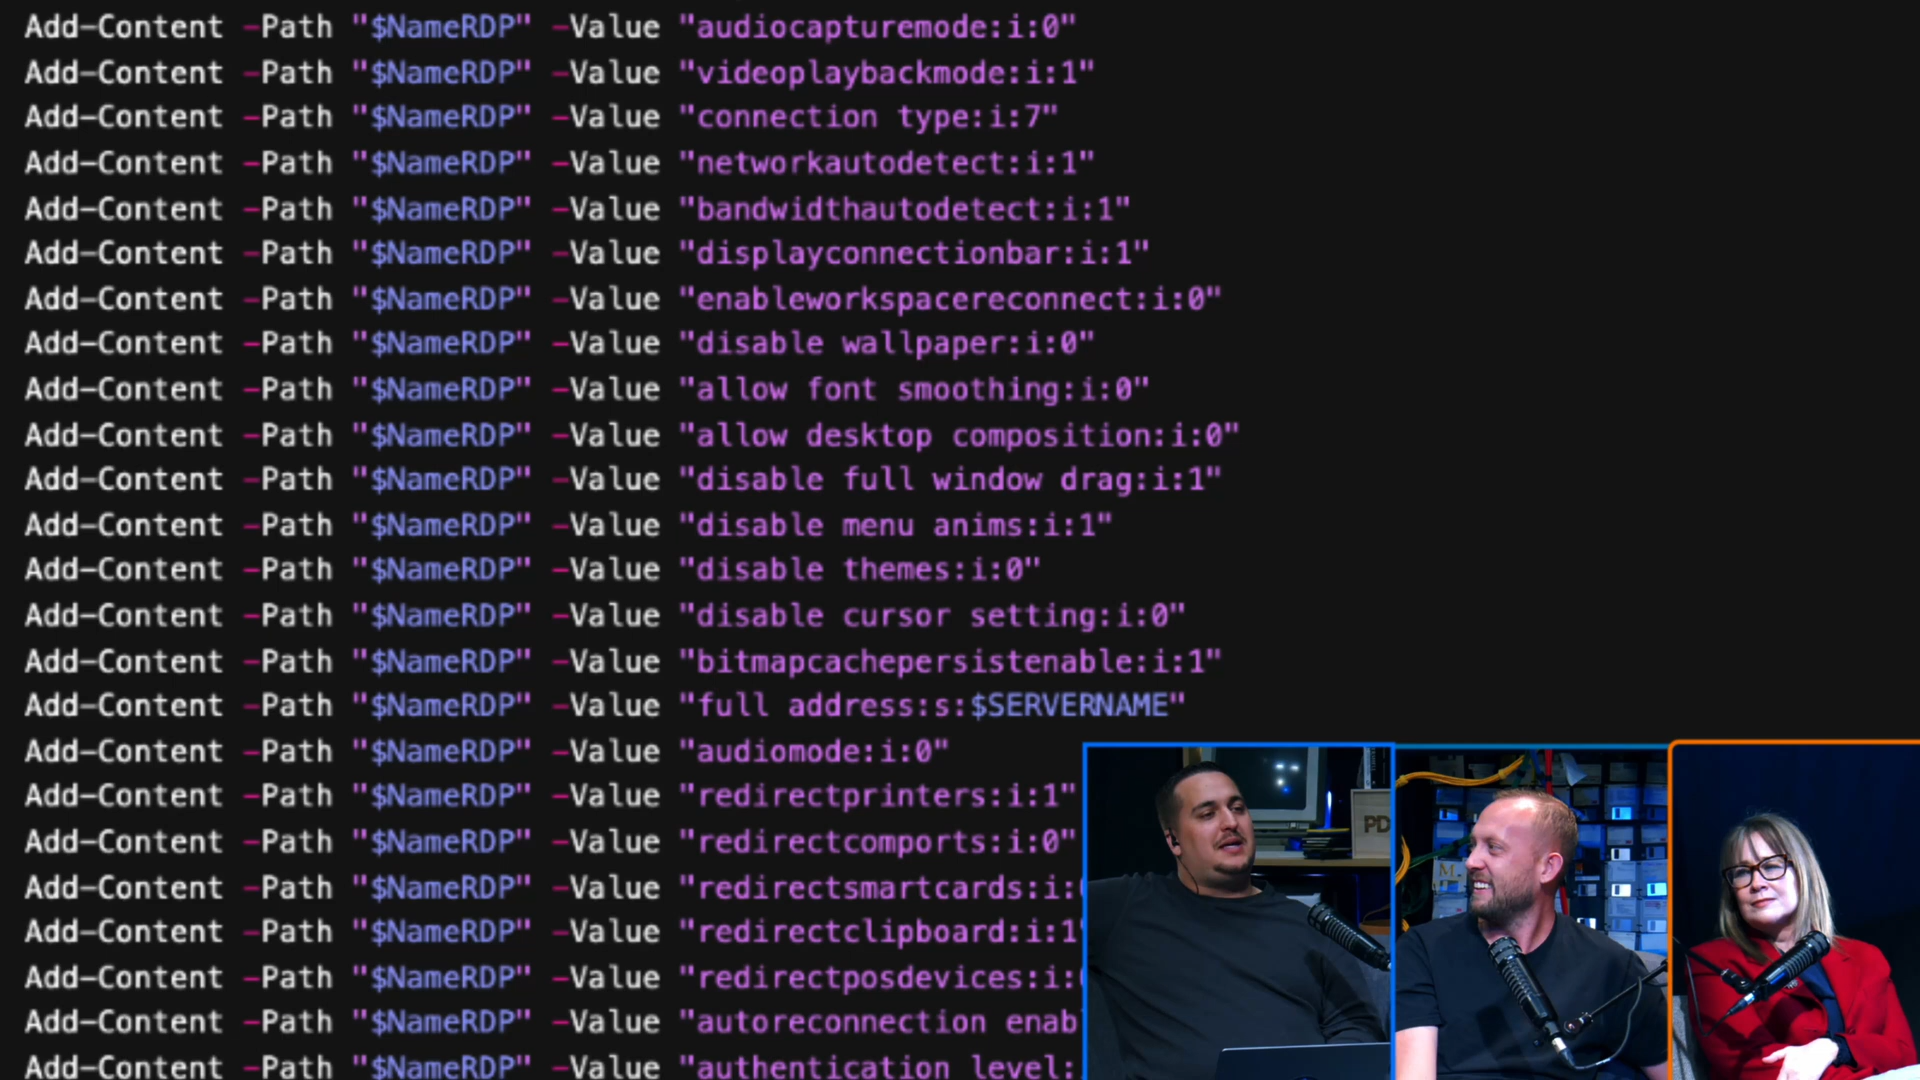 Add-Content -Path "$NameRDP" -Value "audiocapturemode:i:0"
Add-Content -Path "$NameRDP" -Value "videoplaybackmode:i:1"
Add-Content -Path "$NameRDP" -Value "connection type:i:7"
Add-Content -Path "$NameRDP" -Value "networkautodetect:i:1"
Add-Content -Path "$NameRDP" -Value "bandwidthautodetect:i:1"
Add-Content -Path "$NameRDP" -Value "displayconnectionbar:i:1"
Add-Content -Path "$NameRDP" -Value "enableworkspacereconnect:i:0"
Add-Content -Path "$NameRDP" -Value "disable wallpaper:i:0"
Add-Content -Path "$NameRDP" -Value "allow font smoothing:i:0"
Add-Content -Path "$NameRDP" -Value "allow desktop composition:i:0"
Add-Content -Path "$NameRDP" -Value "disable full window drag:i:1"
Add-Content -Path "$NameRDP" -Value "disable menu anims:i:1"
Add-Content -Path "$NameRDP" -Value "disable themes:i:0"
Add-Content -Path "$NameRDP" -Value "disable cursor setting:i:0"
Add-Content -Path "$NameRDP" -Value "bitmapcachepersistenable:i:1"
Add-Content -Path "$NameRDP" -Value "full address:s:$SERVERNAME"
Add-Content -Path "$NameRDP" -Value "audiomode:i:0"
Add-Content -Path "$NameRDP" -Value "redirectprinters:i:1"
Add-Content -Path "$NameRDP" -Value "redirectcomports:i:0"
Add-Content -Path "$NameRDP" -Value "redirectsmartcards:i:
Add-Content -Path "$NameRDP" -Value "redirectclipboard:i:1
Add-Content -Path "$NameRDP" -Value "redirectposdevices:i:
Add-Content -Path "$NameRDP" -Value "autoreconnection enab
Add-Content -Path "$NameRDP" -Value "authentication level:
PD